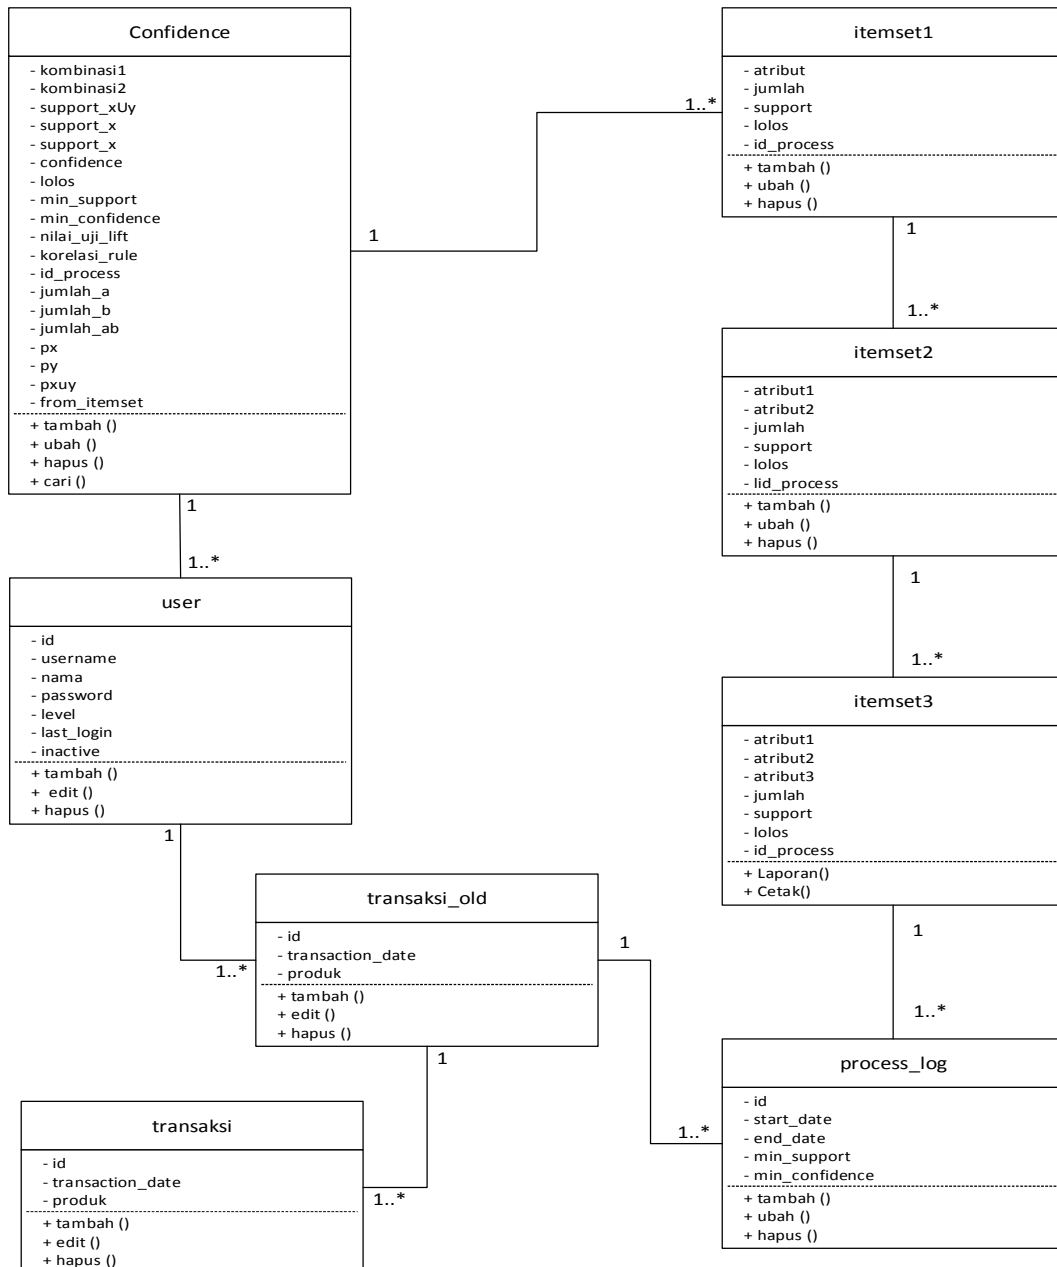 Confidence
- kombinasi1
- kombinasi2
- support_xUy
- support_x
- support_x
- confidence
- lolos
- min_support
- min_confidence
- nilai_uji_lift
- korelasi_rule
- id_process
- jumlah_a
- jumlah_b
- jumlah_ab
- px
- py
- pxuy
- from_itemset
+ tambah ()
+ ubah ()
+ hapus ()
+ cari ()
1
1..*
1
1..*
itemset1
- atribut
- jumlah
- support
- lolos
- id_process
+ tambah ()
+ ubah ()
+ hapus ()
1
1..*
itemset2
- atribut1
- atribut2
- jumlah
- support
- lolos
- lid_process
+ tambah ()
+ ubah ()
+ hapus ()
1
1..*
user
- id
- username
- nama
- password
- level
- last_login
- inactive
+ tambah ()
+ edit ()
+ hapus ()
1
1..*
itemset3
- atribut1
- atribut2
- atribut3
- jumlah
- support
- lolos
- id_process
+ Laporan()
+ Cetak()
1
1..*
transaksi_old
- id
- transaction_date
- produk
+ tambah ()
+ edit ()
+ hapus ()
1
1..*
1
1..*
process_log
- id
- start_date
- end_date
- min_support
- min_confidence
+ tambah ()
+ ubah ()
+ hapus ()
transaksi
- id
- transaction_date
- produk
+ tambah ()
+ edit ()
+ hapus ()